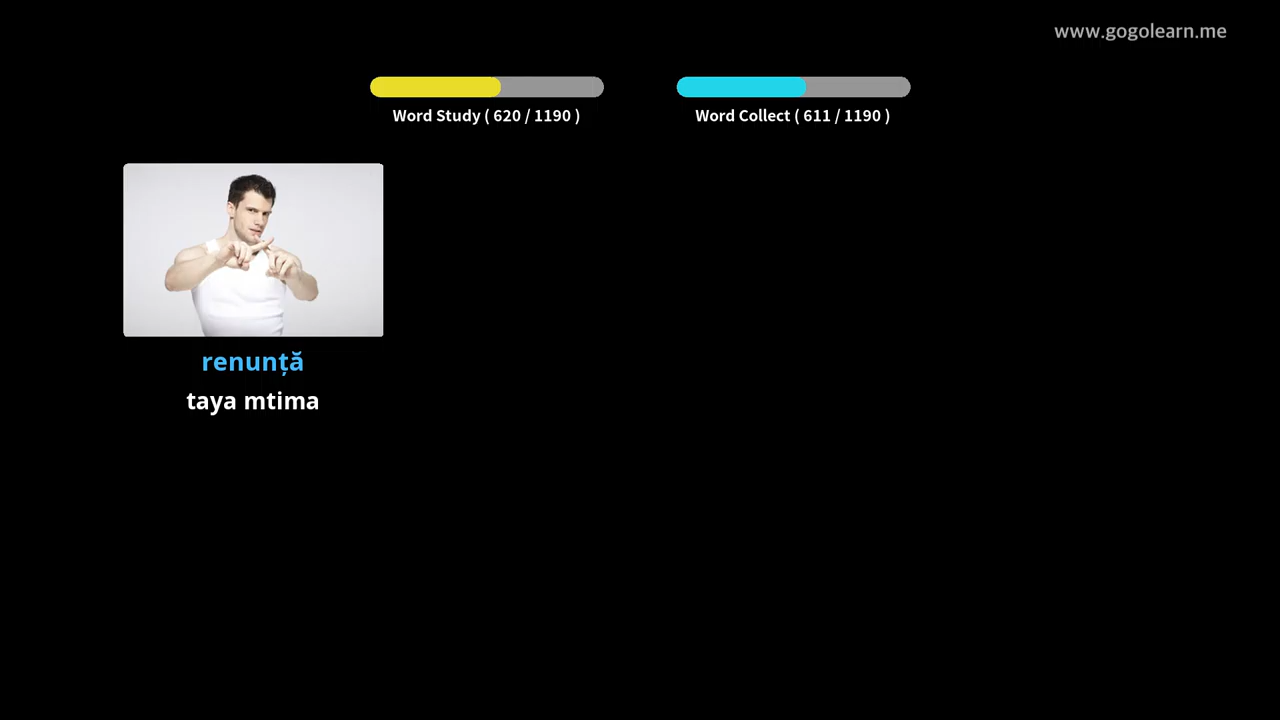 www.gogolearn.me
Word Study ( 620 / 1190 )
Word Collect ( 611 / 1190 )
renunță
taya mtima